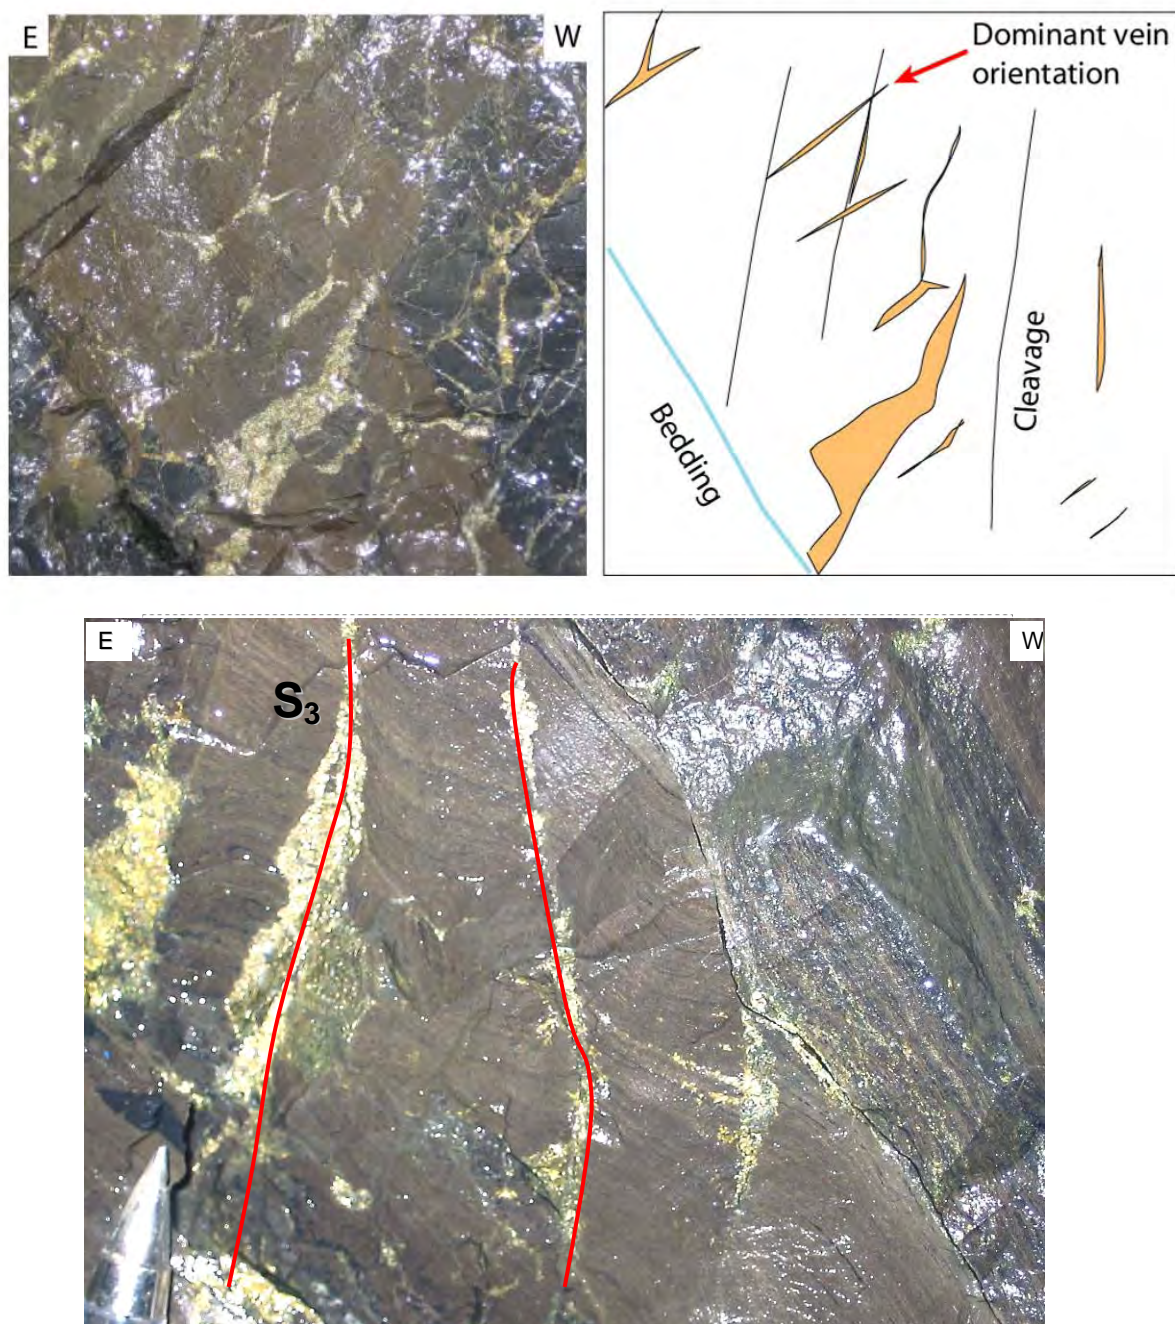 E
W
Dominant vein
orientation
Bedding
Cleavage
E
W
S₃